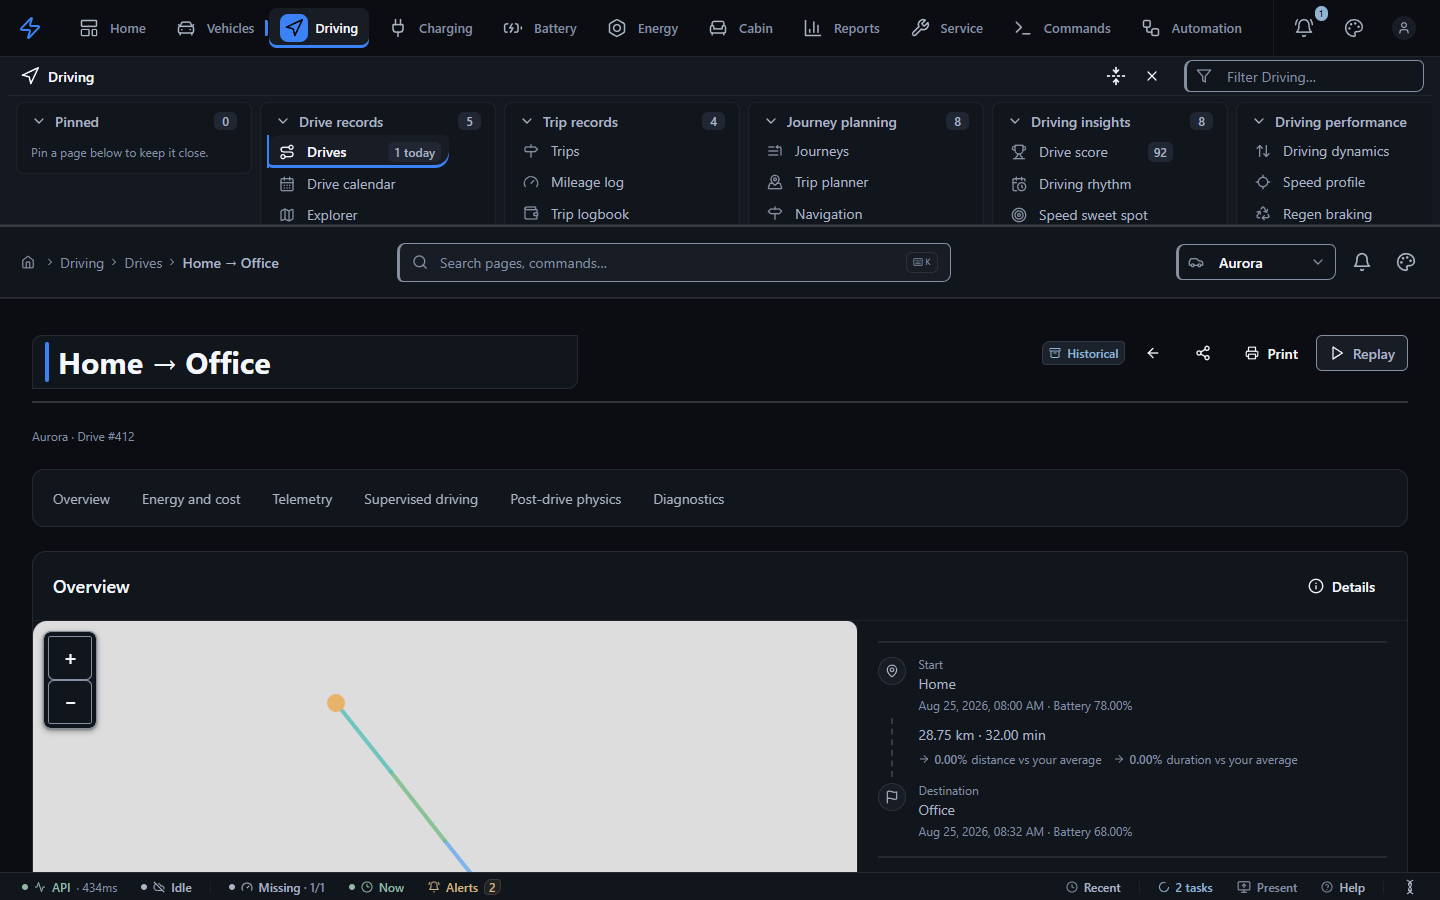 Home
Vehicles
Driving
Charging
Battery
Energy
Cabin
Reports
Service
Commands
Automation
1
Driving
Filter Driving...
Pinned 0
Pin a page below to keep it close.
Drive records 5
Drives 1 today
Drive calendar
Explorer
Trip records 4
Trips
Mileage log
Trip logbook
Journey planning 8
Journeys
Trip planner
Navigation
Driving insights 8
Drive score 92
Driving rhythm
Speed sweet spot
Driving performance
Driving dynamics
Speed profile
Regen braking
Driving > Drives > Home → Office
Search pages, commands...
K
Aurora
Home → Office
Historical
Print
Replay
Aurora · Drive #412
Overview
Energy and cost
Telemetry
Supervised driving
Post-drive physics
Diagnostics
Overview
Details
+
−
Start
Home
Aug 25, 2026, 08:00 AM · Battery 78.00%
28.75 km · 32.00 min
→ 0.00% distance vs your average → 0.00% duration vs your average
Destination
Office
Aug 25, 2026, 08:32 AM · Battery 68.00%
API · 434ms
Idle
Missing · 1/1
Now
Alerts 2
Recent
2 tasks
Present
Help